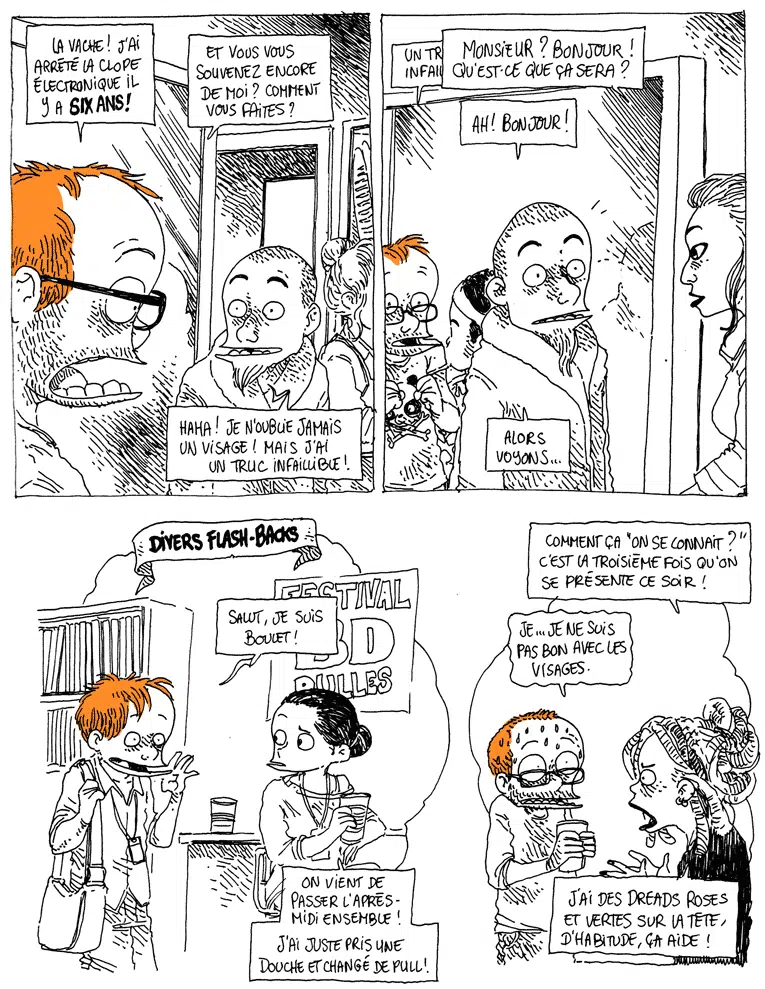 LA VACHE! J'AI
ARRÊTÉ LA CLOPE
ÉLECTRONIQUE IL
Y A SIX ANS!
ET VOUS VOUS
SOUVENEZ ENCORE
DE MOI? COMMENT
VOUS FAITES?
HAHA! JE N'OUBLIE JAMAIS
UN VISAGE! MAIS J'AI
UN TRUC INFAILLIBLE!
UN TR
INFAIL
MONSIEUR? BONJOUR!
QU'EST-CE QUE ÇA SERA?
AH! BONJOUR!
ALORS
VOYONS...
DIVERS FLASH-BACKS
SALUT, JE SUIS
BOULET!
FESTIVAL
BD
BULLES
ON VIENT DE
PASSER L'APRÈS-
MIDI ENSEMBLE!
J'AI JUSTE PRIS UNE
DOUCHE ET CHANGÉ DE PULL!
COMMENT ÇA "ON SE CONNAIT?"
C'EST LA TROISIÈME FOIS QU'ON
SE PRÉSENTE CE SOIR!
JE... JE NE SUIS
PAS BON AVEC LES
VISAGES.
J'AI DES DREADS ROSES
ET VERTES SUR LA TÊTE,
D'HABITUDE, ÇA AIDE!